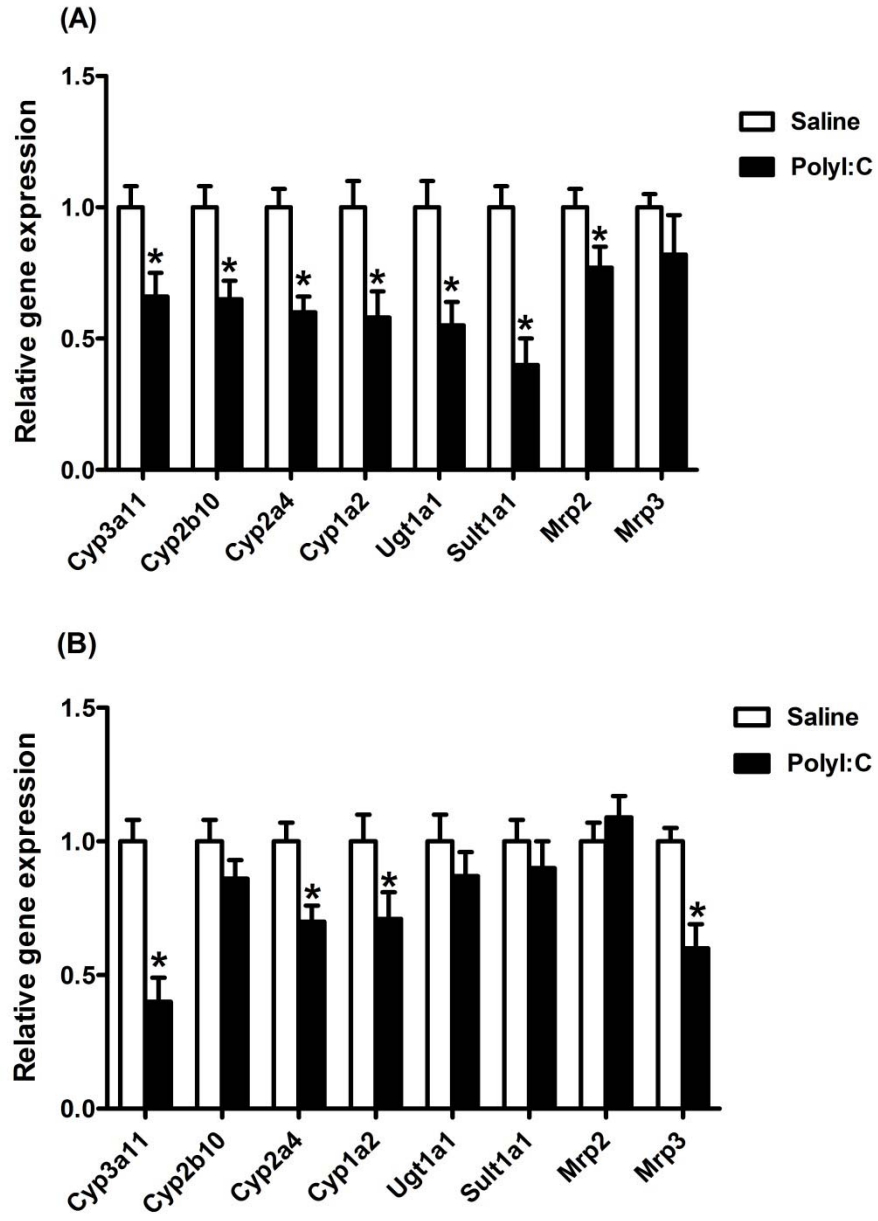 (A)
Relative gene expression
1.5
1.0
0.5
0.0
Saline
PolyI:C
*
*
*
*
*
*
*
Cyp3a11
Cyp2b10
Cyp2a4
Cyp1a2
Ugt1a1
Sult1a1
Mrp2
Mrp3
(B)
Relative gene expression
1.5
1.0
0.5
0.0
Saline
PolyI:C
*
*
*
*
Cyp3a11
Cyp2b10
Cyp2a4
Cyp1a2
Ugt1a1
Sult1a1
Mrp2
Mrp3